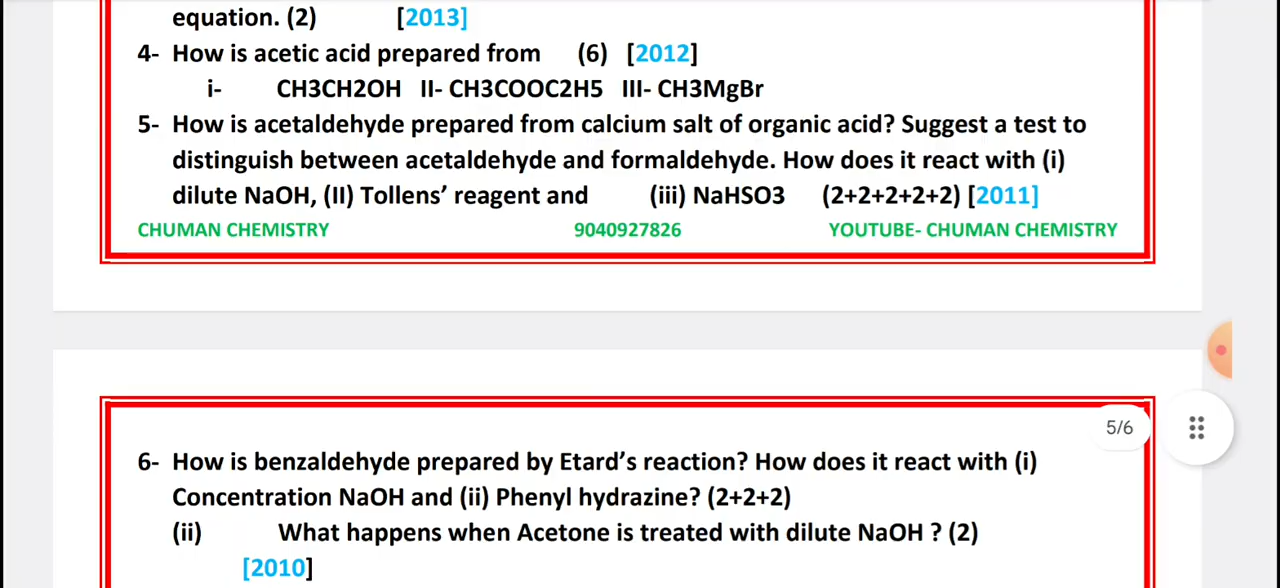 equation. (2) [2013]
4- How is acetic acid prepared from (6) [2012]
i- CH3CH2OH II- CH3COOC2H5 III- CH3MgBr
5- How is acetaldehyde prepared from calcium salt of organic acid? Suggest a test to
distinguish between acetaldehyde and formaldehyde. How does it react with (i)
dilute NaOH, (II) Tollens’ reagent and (iii) NaHSO3 (2+2+2+2+2) [2011]
CHUMAN CHEMISTRY 9040927826 YOUTUBE- CHUMAN CHEMISTRY
5/6
6- How is benzaldehyde prepared by Etard’s reaction? How does it react with (i)
Concentration NaOH and (ii) Phenyl hydrazine? (2+2+2)
(ii) What happens when Acetone is treated with dilute NaOH ? (2)
[2010]